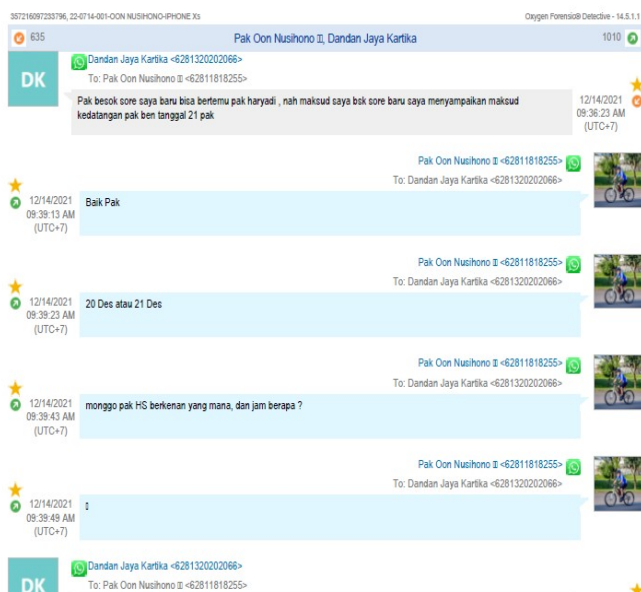 357216097233796, 22-0714-001-OON NUSIHONO-IPHONE Xs
Oxygen Forensic® Detective - 14.5.1.1
635
Pak Oon Nusihono, Dandan Jaya Kartika
1010
DK
Dandan Jaya Kartika <6281320202066>
To: Pak Oon Nusihono <62811818255>
Pak besok sore saya baru bisa bertemu pak haryadi , nah maksud saya bsk sore baru saya menyampaikan maksud
kedatangan pak ben tanggal 21 pak
12/14/2021
09:36:23 AM
(UTC+7)
Pak Oon Nusihono <62811818255>
To: Dandan Jaya Kartika <6281320202066>
12/14/2021
09:39:13 AM
(UTC+7)
Baik Pak
Pak Oon Nusihono <62811818255>
To: Dandan Jaya Kartika <6281320202066>
12/14/2021
09:39:23 AM
(UTC+7)
20 Des atau 21 Des
Pak Oon Nusihono <62811818255>
To: Dandan Jaya Kartika <6281320202066>
12/14/2021
09:39:43 AM
(UTC+7)
monggo pak HS berkenan yang mana, dan jam berapa ?
Pak Oon Nusihono <62811818255>
To: Dandan Jaya Kartika <6281320202066>
12/14/2021
09:39:49 AM
(UTC+7)
DK
Dandan Jaya Kartika <6281320202066>
To: Pak Oon Nusihono <62811818255>